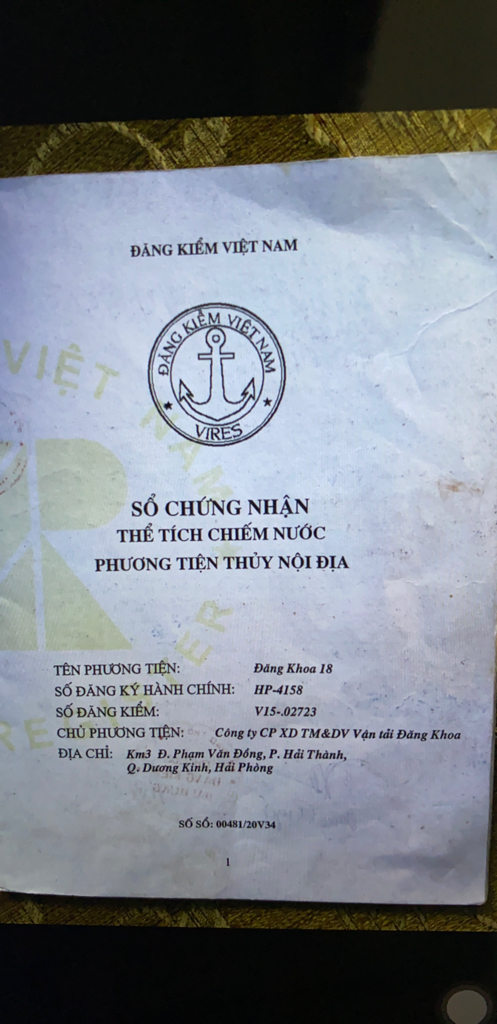 ĐĂNG KIỂM VIỆT NAM
ĐĂNG KIỂM VIỆT NAM
VIRES
VIỆT NAM
REGISTER
SỔ CHỨNG NHẬN
THỂ TÍCH CHIẾM NƯỚC
PHƯƠNG TIỆN THỦY NỘI ĐỊA
TÊN PHƯƠNG TIỆN: Đăng Khoa 18
SỐ ĐĂNG KÝ HÀNH CHÍNH: HP-4158
SỐ ĐĂNG KIỂM: V15-.02723
CHỦ PHƯƠNG TIỆN: Công ty CP XD TM&DV Vận tải Đăng Khoa
ĐỊA CHỈ: Km3 Đ. Phạm Văn Đồng, P. Hải Thành,
Q. Dương Kinh, Hải Phòng
SỐ SỔ: 00481/20V34
1